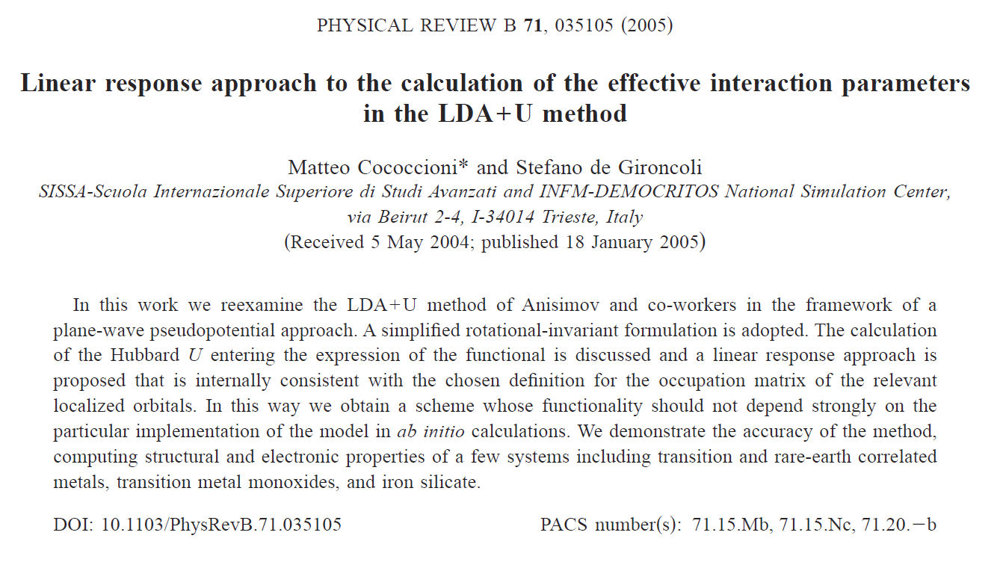 PHYSICAL REVIEW B 71, 035105 (2005)
Linear response approach to the calculation of the effective interaction parameters
in the LDA+U method
Matteo Cococcioni* and Stefano de Gironcoli
SISSA-Scuola Internazionale Superiore di Studi Avanzati and INFM-DEMOCRITOS National Simulation Center,
via Beirut 2-4, I-34014 Trieste, Italy
(Received 5 May 2004; published 18 January 2005)
In this work we reexamine the LDA+U method of Anisimov and co-workers in the framework of a
plane-wave pseudopotential approach. A simplified rotational-invariant formulation is adopted. The calculation
of the Hubbard U entering the expression of the functional is discussed and a linear response approach is
proposed that is internally consistent with the chosen definition for the occupation matrix of the relevant
localized orbitals. In this way we obtain a scheme whose functionality should not depend strongly on the
particular implementation of the model in ab initio calculations. We demonstrate the accuracy of the method,
computing structural and electronic properties of a few systems including transition and rare-earth correlated
metals, transition metal monoxides, and iron silicate.
DOI: 10.1103/PhysRevB.71.035105 PACS number(s): 71.15.Mb, 71.15.Nc, 71.20.−b